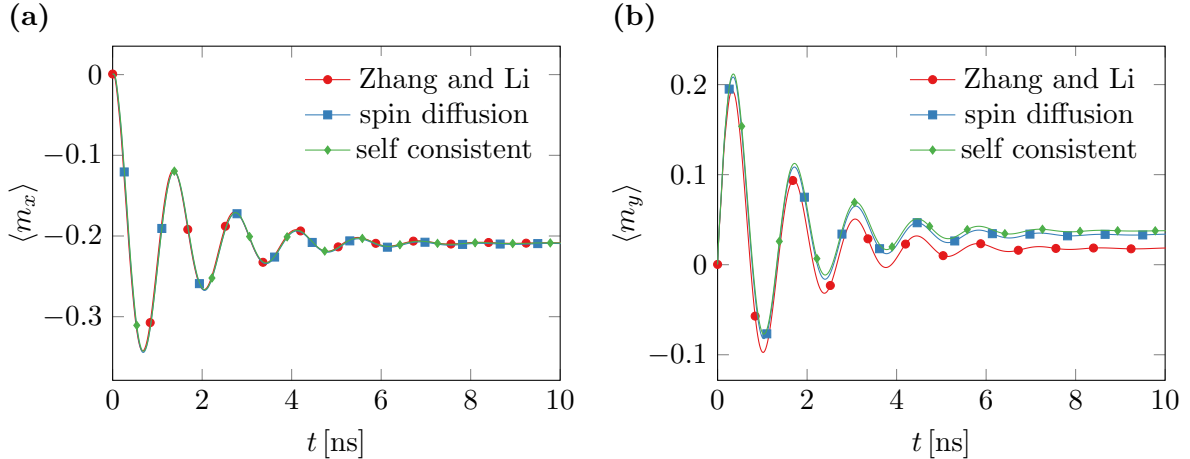 (a)
0
−0.1
−0.2
−0.3
⟨m_x⟩
Zhang and Li
spin diffusion
self consistent
0 2 4 6 8 10
t [ns]
(b)
0.2
0.1
0
−0.1
⟨m_y⟩
Zhang and Li
spin diffusion
self consistent
0 2 4 6 8 10
t [ns]